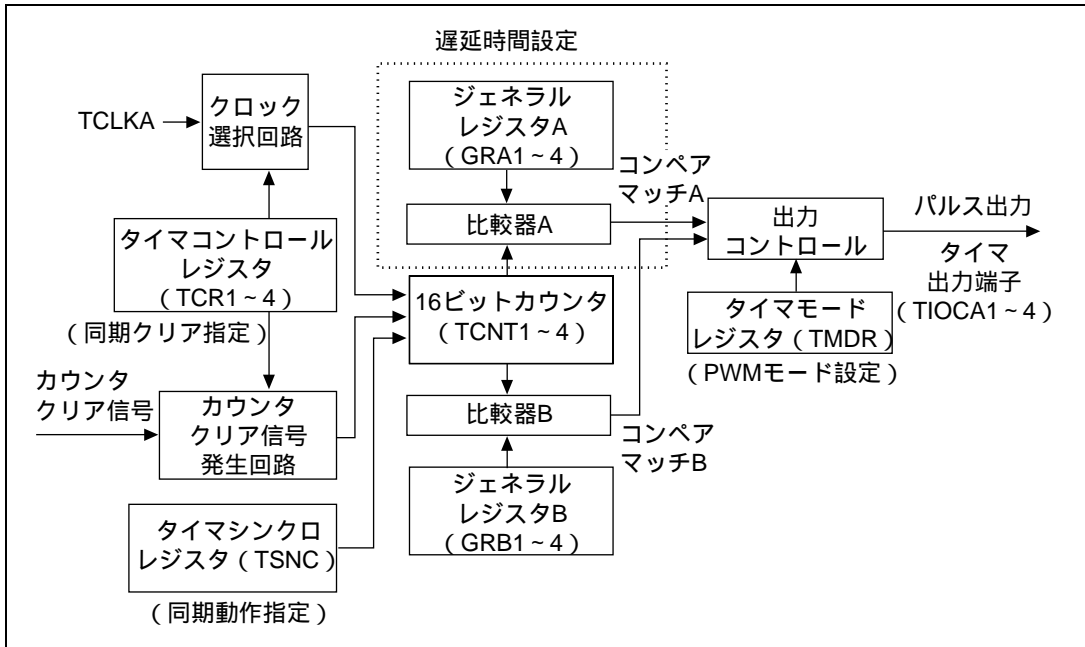 遅延時間設定
TCLKA
クロック
選択回路
ジェネラル
レジスタA
(GRA1~4)
コンペア
マッチA
比較器A
タイマコントロール
レジスタ
(TCR1~4)
(同期クリア指定)
16ビットカウンタ
(TCNT1~4)
出力
コントロール
パルス出力
タイマ
出力端子
(TIOCA1~4)
タイマモード
レジスタ(TMDR)
(PWMモード設定)
カウンタ
クリア信号
カウンタ
クリア信号
発生回路
比較器B
コンペア
マッチB
ジェネラル
レジスタB
(GRB1~4)
タイマシンクロ
レジスタ(TSNC)
(同期動作指定)